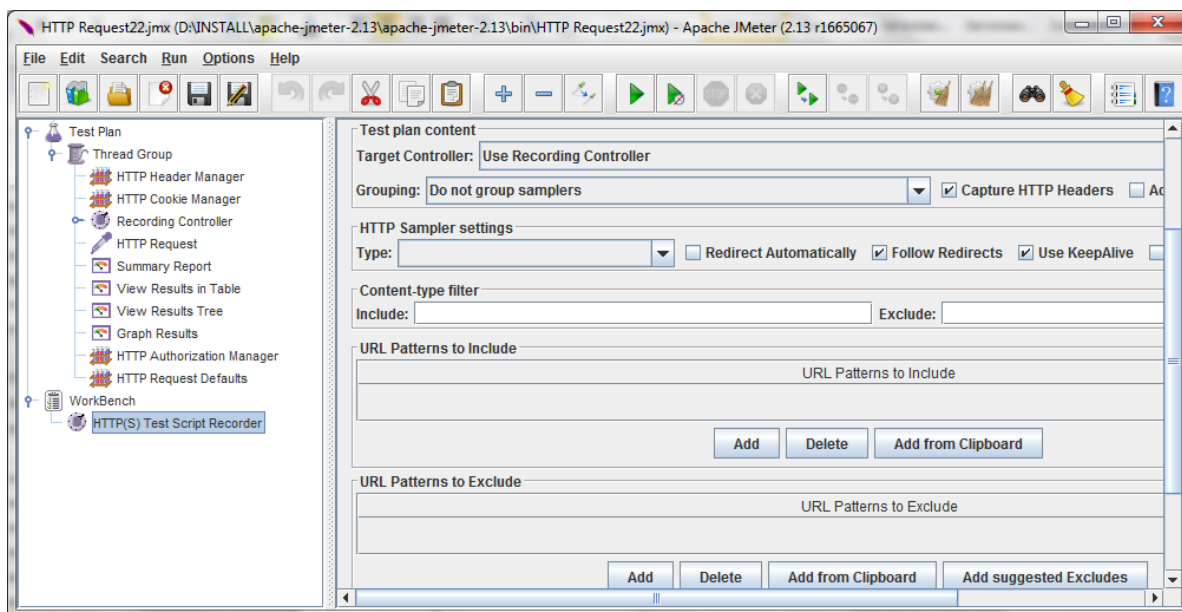 HTTP Request22.jmx (D:\INSTALL\apache-jmeter-2.13\apache-jmeter-2.13\bin\HTTP Request22.jmx) - Apache JMeter (2.13 r1665067)
File Edit Search Run Options Help
STOP
Test Plan
Thread Group
HTTP Header Manager
HTTP Cookie Manager
Recording Controller
HTTP Request
Summary Report
View Results in Table
View Results Tree
Graph Results
HTTP Authorization Manager
HTTP Request Defaults
WorkBench
HTTP(S) Test Script Recorder
Test plan content
Target Controller: Use Recording Controller
Grouping: Do not group samplers Capture HTTP Headers
HTTP Sampler settings
Type: Redirect Automatically Follow Redirects Use KeepAlive
Content-type filter
Include: Exclude:
URL Patterns to Include
URL Patterns to Include
Add Delete Add from Clipboard
URL Patterns to Exclude
URL Patterns to Exclude
Add Delete Add from Clipboard Add suggested Excludes